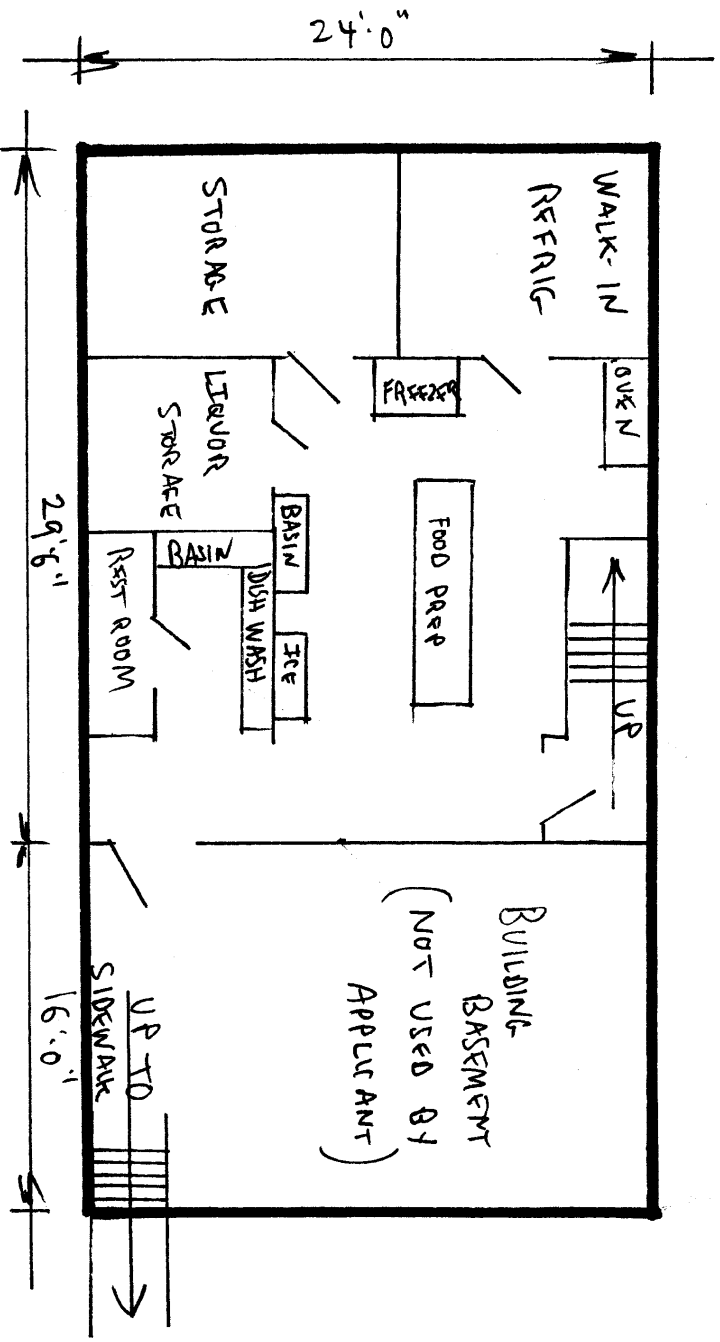 24'-0"
WALK-IN
REFRIG
STORAGE
OVEN
FREEZER
LIQUOR
STORAGE
BASIN
BASIN
FOOD PREP
DISH WASH
ICE
REST ROOM
UP
29'6"
BUILDING
BASEMENT
(NOT USED BY
APPLICANT)
UP TO
SIDEWALK
16'-0"